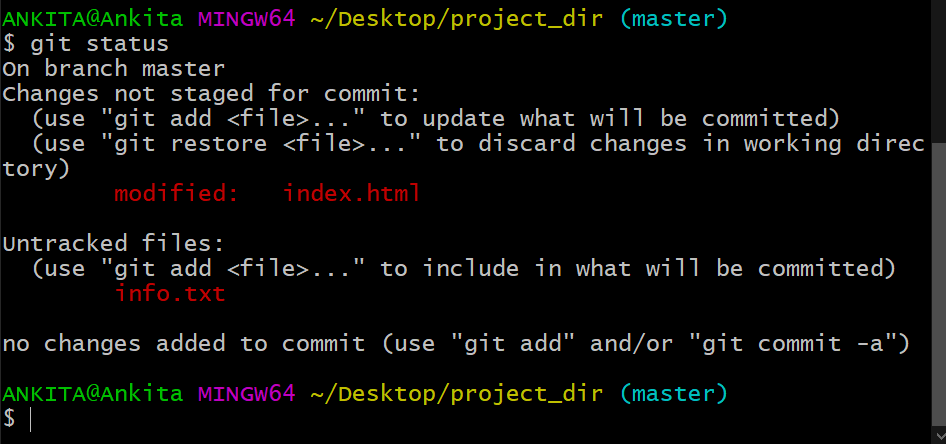 ANKITA@Ankita MINGW64 ~/Desktop/project_dir (master)
$ git status
On branch master
Changes not staged for commit:
  (use "git add <file>..." to update what will be committed)
  (use "git restore <file>..." to discard changes in working direc
tory)
        modified:   index.html

Untracked files:
  (use "git add <file>..." to include in what will be committed)
        info.txt

no changes added to commit (use "git add" and/or "git commit -a")

ANKITA@Ankita MINGW64 ~/Desktop/project_dir (master)
$